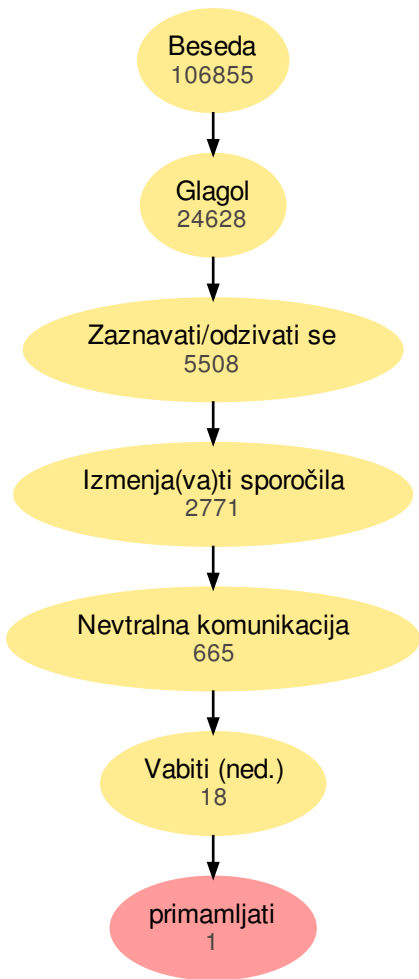 Beseda
106855
Glagol
24628
Zaznavati/odzivati se
5508
Izmenja(va)ti sporočila
2771
Nevtralna komunikacija
665
Vabiti (ned.)
18
primamljati
1